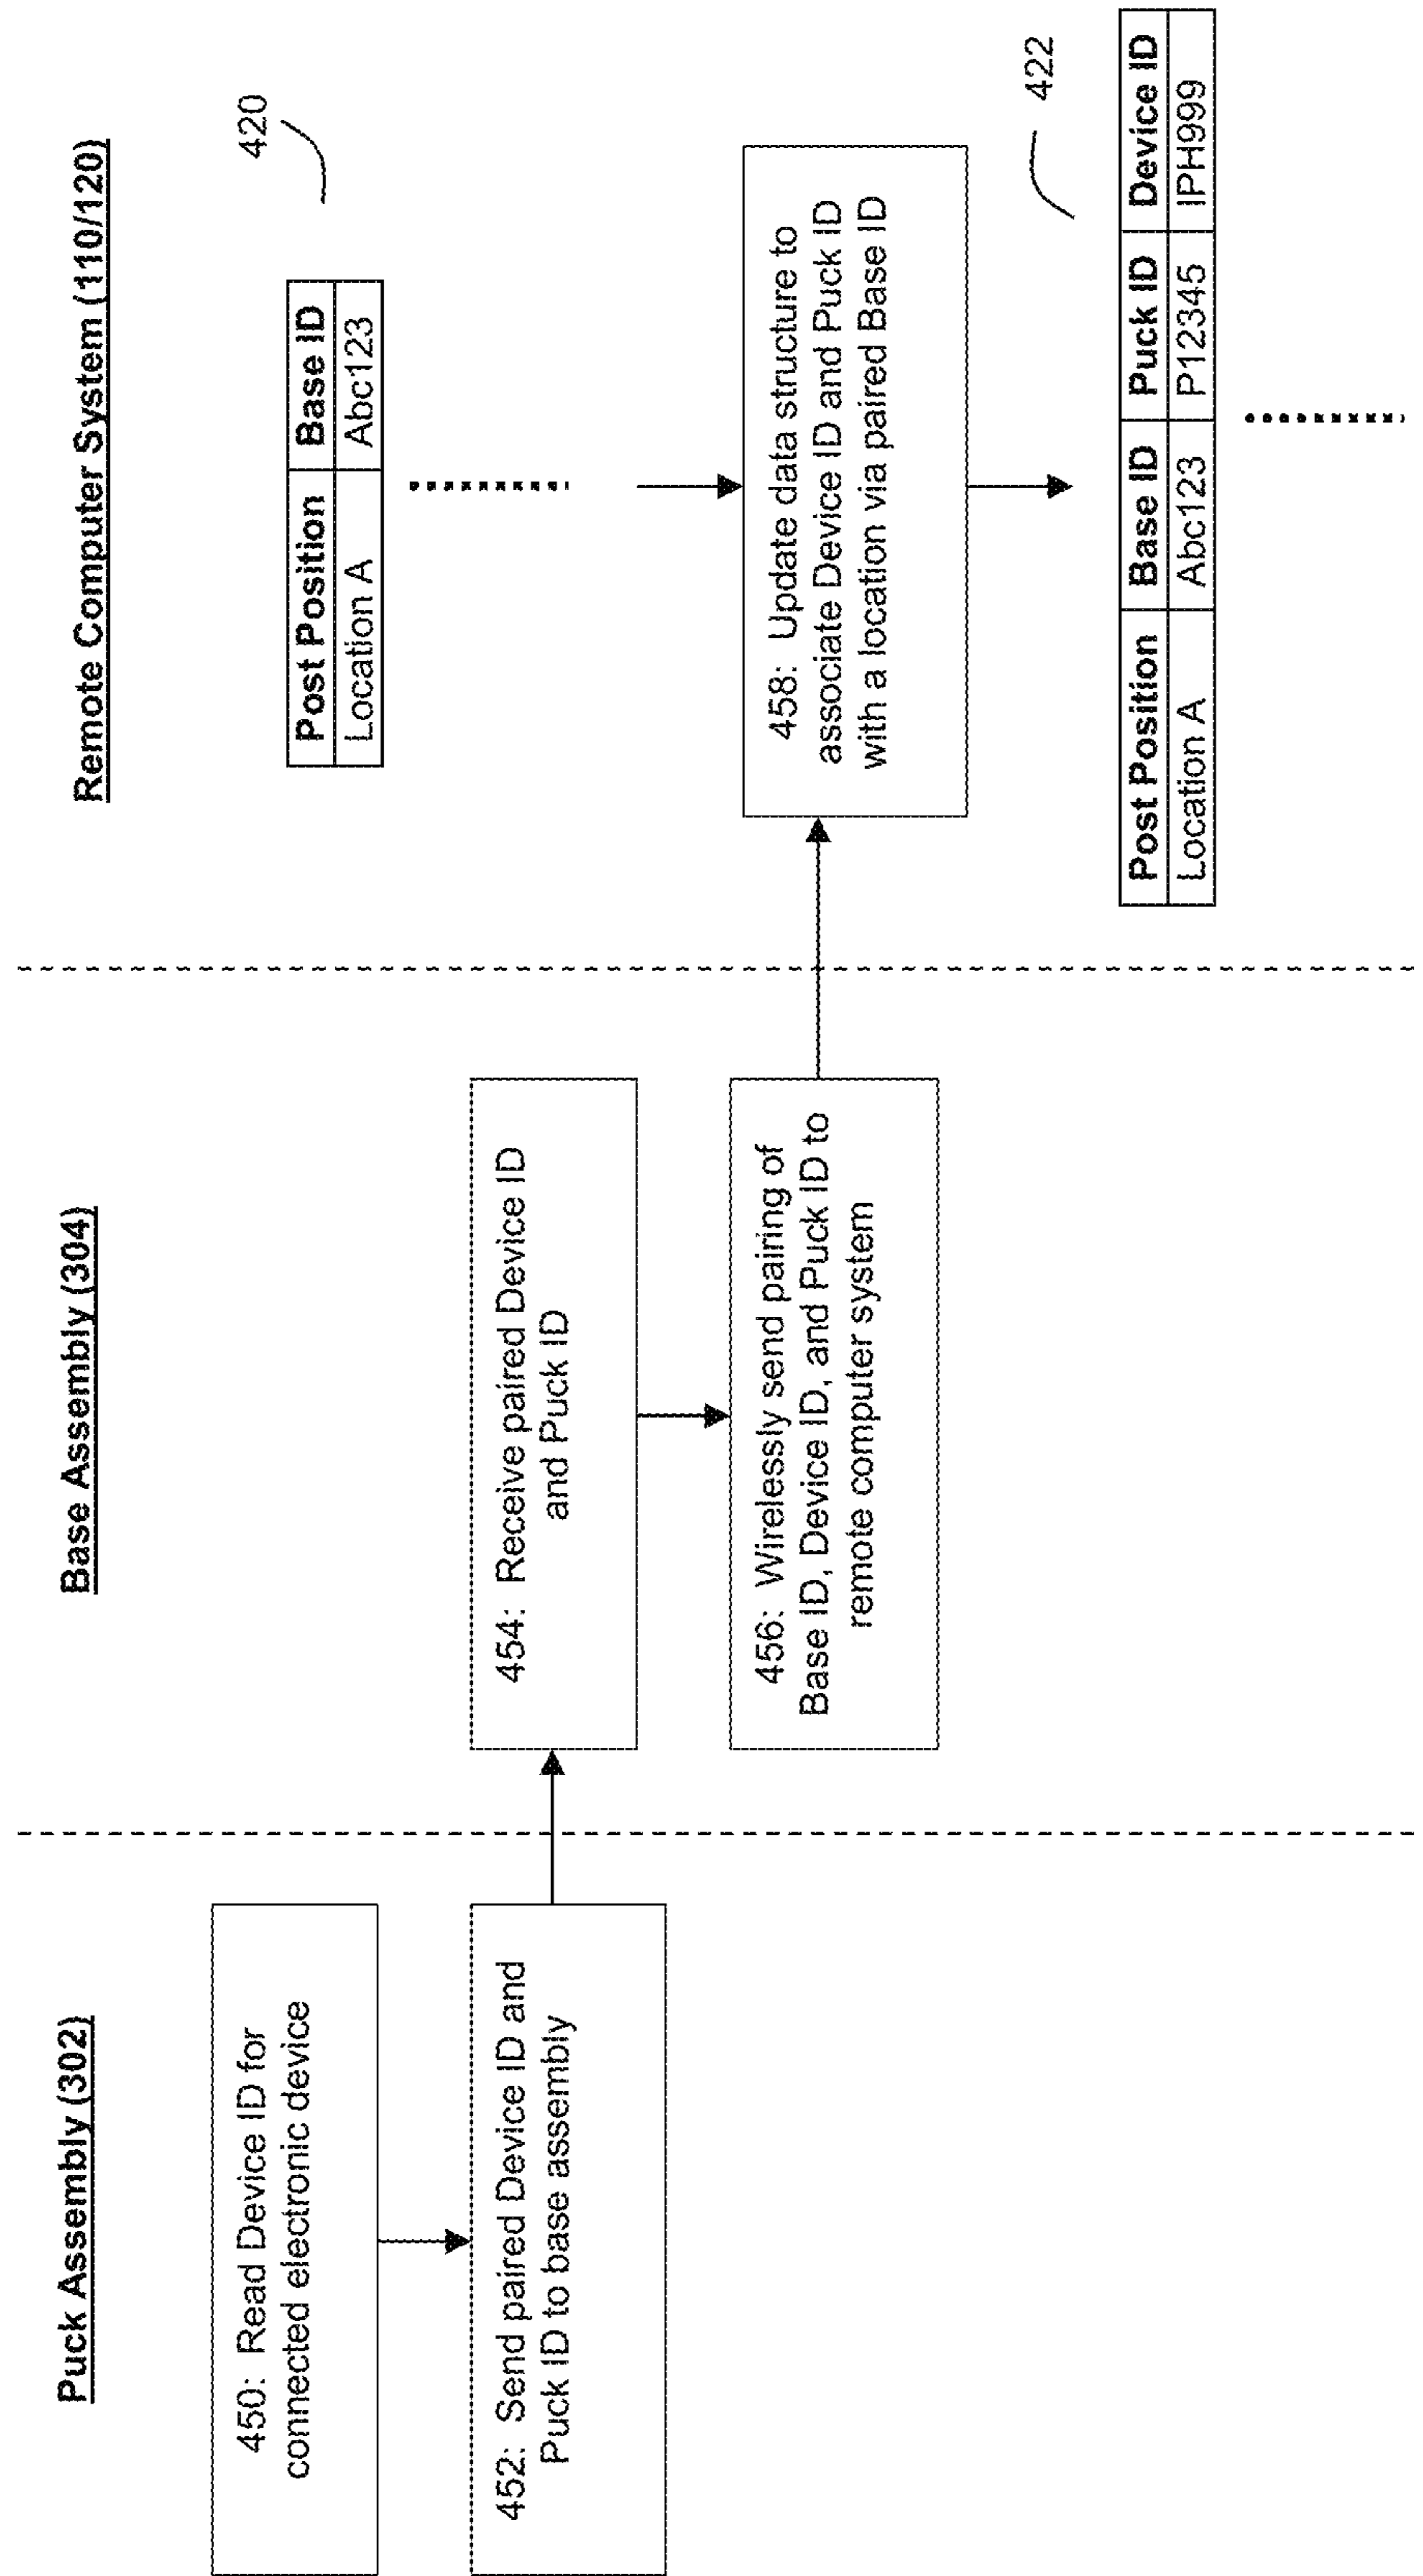 Puck Assembly (302)
450: Read Device ID for
connected electronic device
452: Send paired Device ID and
Puck ID to base assembly
Base Assembly (304)
454: Receive paired Device ID
and Puck ID
456: Wirelessly send pairing of
Base ID, Device ID, and Puck ID to
remote computer system
Remote Computer System (110/120)
420
Post Position Base ID
Location A Abc123
458: Update data structure to
associate Device ID and Puck ID
with a location via paired Base ID
422
Post Position Base ID Puck ID Device ID
Location A Abc123 P12345 IPH999